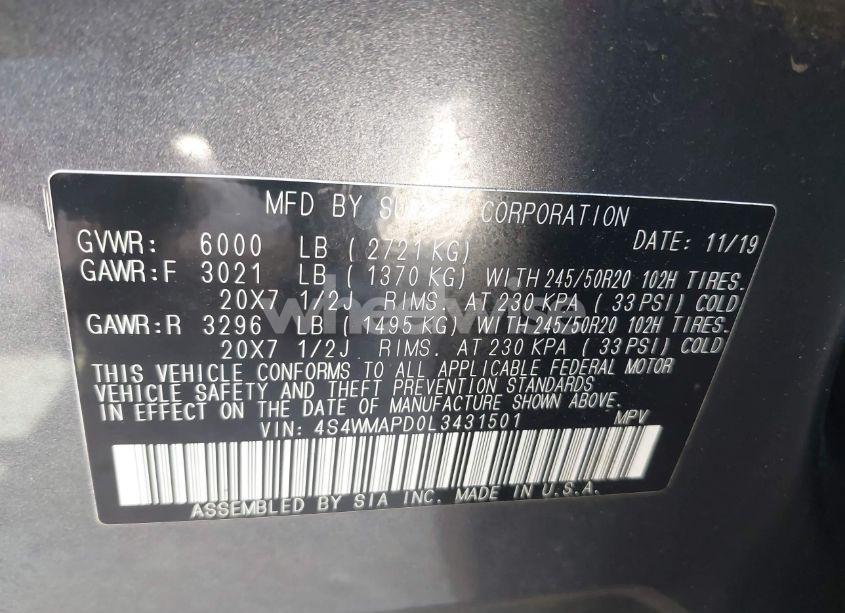 MFD BY SUBARU CORPORATION
GVWR: 6000 LB ( 2721 KG) DATE: 11/19
GAWR:F 3021 LB ( 1370 KG) WITH 245/50R20 102H TIRES.
20X7 1/2J RIMS. AT 230 KPA ( 33 PSI) COLD
GAWR:R 3296 LB ( 1495 KG) WITH 245/50R20 102H TIRES.
20X7 1/2J RIMS. AT 230 KPA ( 33 PSI) COLD
THIS VEHICLE CONFORMS TO ALL APPLICABLE FEDERAL MOTOR
VEHICLE SAFETY AND THEFT PREVENTION STANDARDS
IN EFFECT ON THE DATE OF MANUFACTURE SHOWN ABOVE.
VIN: 4S4WMAPD0L3431501 MPV
ASSEMBLED BY SIA INC. MADE IN U.S.A.
wheelwise